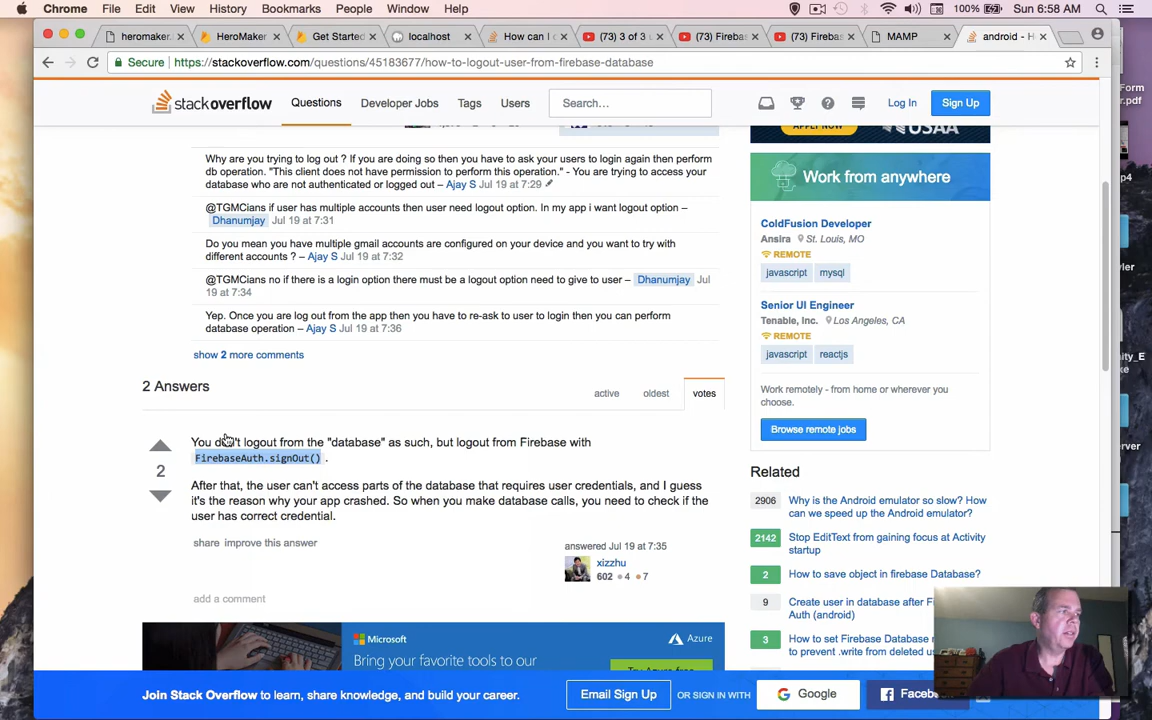 Chrome File Edit View History Bookmarks People Window Help 100% Sun 6:58 AM
heromaker. HeroMaker Get Started localhost How can I (73) 3 of 3 (73) Firebas (73) Firebas MAMP android - H
Secure https://stackoverflow.com/questions/45183677/how-to-logout-user-from-firebase-database
stackoverflow Questions Developer Jobs Tags Users Search... Log In Sign Up
APPLY NOW USAA
Why are you trying to log out ? If you are doing so then you have to ask your users to login again then perform
db operation. "This client does not have permission to perform this operation." - You are trying to access your
database who are not authenticated or logged out – Ajay S Jul 19 at 7:29
@TGMCians if user has multiple accounts then user need logout option. In my app i want logout option –
Dhanumjay Jul 19 at 7:31
Do you mean you have multiple gmail accounts are configured on your device and you want to try with
different accounts ? – Ajay S Jul 19 at 7:32
@TGMCians no if there is a login option there must be a logout option need to give to user – Dhanumjay Jul
19 at 7:34
Yep. Once you are log out from the app then you have to re-ask to user to login then you can perform
database operation – Ajay S Jul 19 at 7:36
show 2 more comments
2 Answers
active oldest votes
2
You don't logout from the "database" as such, but logout from Firebase with
FirebaseAuth.signOut() .
After that, the user can't access parts of the database that requires user credentials, and I guess
it's the reason why your app crashed. So when you make database calls, you need to check if the
user has correct credential.
share improve this answer
answered Jul 19 at 7:35
xizzhu
602 4 7
add a comment
Microsoft Azure
Bring your favorite tools to our
Try Azure free
Work from anywhere
ColdFusion Developer
Ansira St. Louis, MO
REMOTE
javascript mysql
Senior UI Engineer
Tenable, Inc. Los Angeles, CA
REMOTE
javascript reactjs
Work remotely - from home or wherever you
choose.
Browse remote jobs
Related
2906 Why is the Android emulator so slow? How
can we speed up the Android emulator?
2142 Stop EditText from gaining focus at Activity
startup
2 How to save object in firebase Database?
9 Create user in database after
Auth (android)
3 How to set Firebase Database
to prevent .write from deleted
Join Stack Overflow to learn, share knowledge, and build your career. Email Sign Up OR SIGN IN WITH Google
Form
.pdf